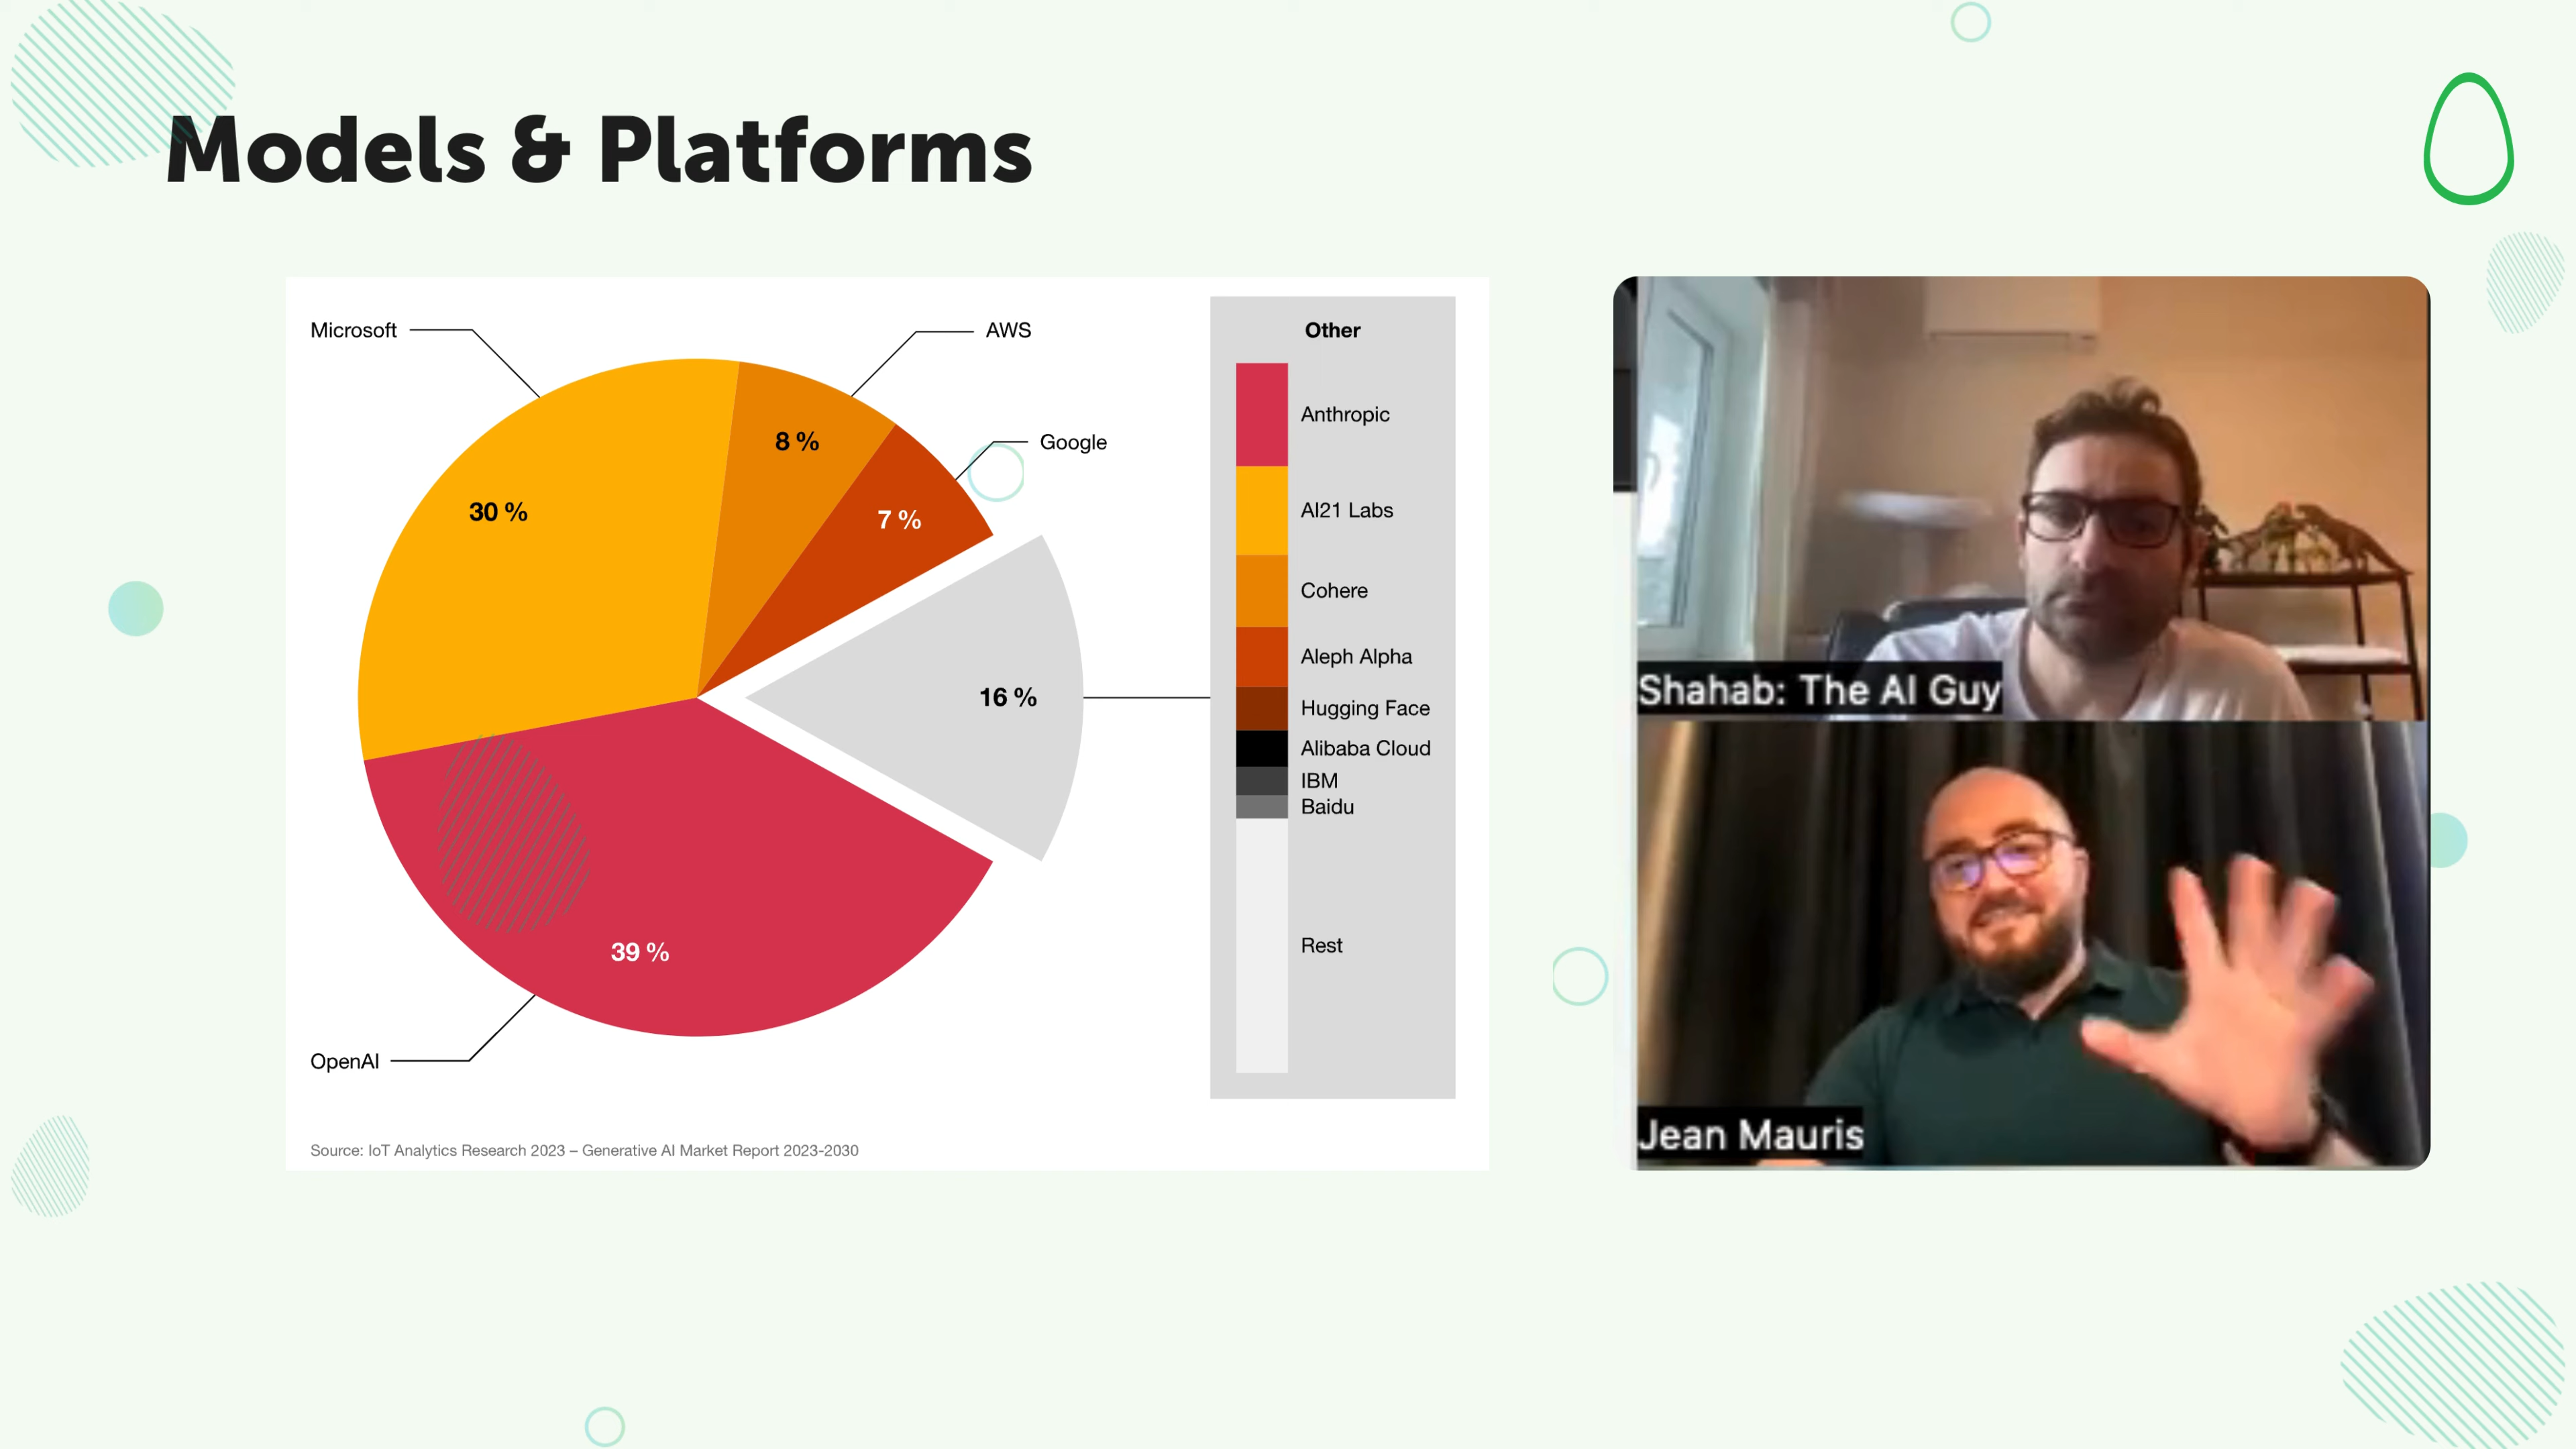 Models & Platforms
Microsoft
AWS
Google
8 %
30 %
7 %
16 %
39 %
OpenAI
Other
Anthropic
AI21 Labs
Cohere
Aleph Alpha
Hugging Face
Alibaba Cloud
IBM
Baidu
Rest
Source: IoT Analytics Research 2023 – Generative AI Market Report 2023-2030
Shahab: The AI Guy
Jean Mauris